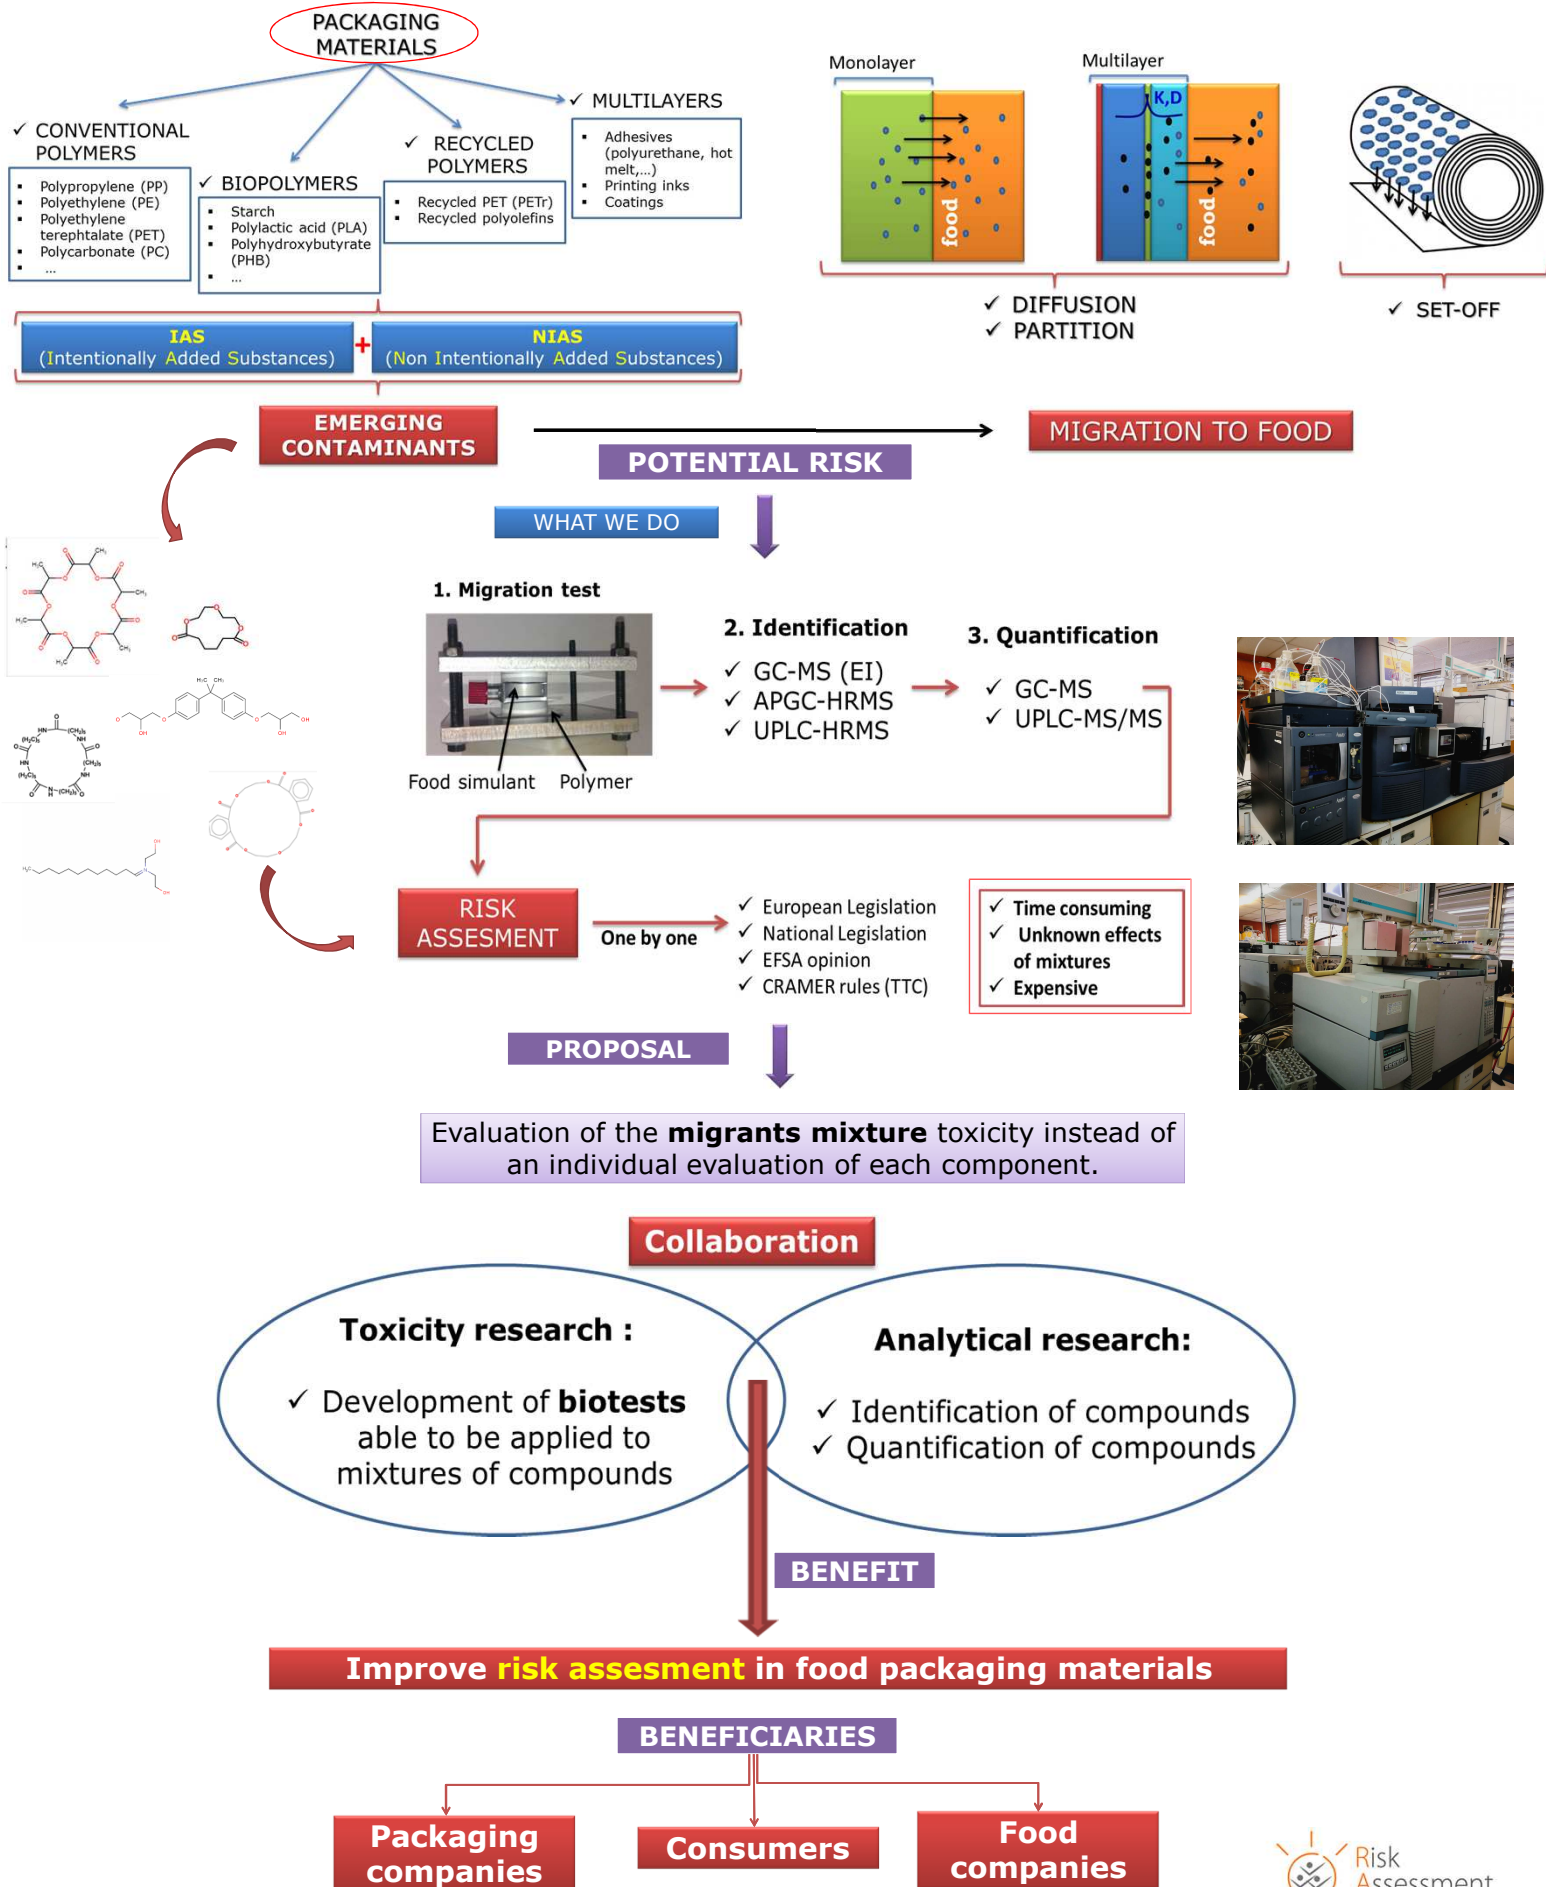 PACKAGING
MATERIALS
✓ CONVENTIONAL
POLYMERS
▪ Polypropylene (PP)
▪ Polyethylene (PE)
▪ Polyethylene
terephtalate (PET)
▪ Polycarbonate (PC)
▪ ...
✓ BIOPOLYMERS
▪ Starch
▪ Polylactic acid (PLA)
▪ Polyhydroxybutyrate
(PHB)
▪ ...
✓ RECYCLED
POLYMERS
▪ Recycled PET (PETr)
▪ Recycled polyolefins
✓ MULTILAYERS
▪ Adhesives
(polyurethane, hot
melt,...)
▪ Printing inks
▪ Coatings
Monolayer
food
Multilayer
K,D
food
✓ DIFFUSION
✓ PARTITION
✓ SET-OFF
IAS
(Intentionally Added Substances)
+
NIAS
(Non Intentionally Added Substances)
EMERGING
CONTAMINANTS
POTENTIAL RISK
MIGRATION TO FOOD
WHAT WE DO
1. Migration test
Food simulant
Polymer
2. Identification
✓ GC-MS (EI)
✓ APGC-HRMS
✓ UPLC-HRMS
3. Quantification
✓ GC-MS
✓ UPLC-MS/MS
RISK
ASSESMENT
One by one
✓ European Legislation
✓ National Legislation
✓ EFSA opinion
✓ CRAMER rules (TTC)
✓ Time consuming
✓ Unknown effects
of mixtures
✓ Expensive
PROPOSAL
Evaluation of the migrants mixture toxicity instead of
an individual evaluation of each component.
Collaboration
Toxicity research :
✓ Development of biotests
able to be applied to
mixtures of compounds
Analytical research:
✓ Identification of compounds
✓ Quantification of compounds
BENEFIT
Improve risk assesment in food packaging materials
BENEFICIARIES
Packaging
companies
Consumers
Food
companies
Risk
Assessment